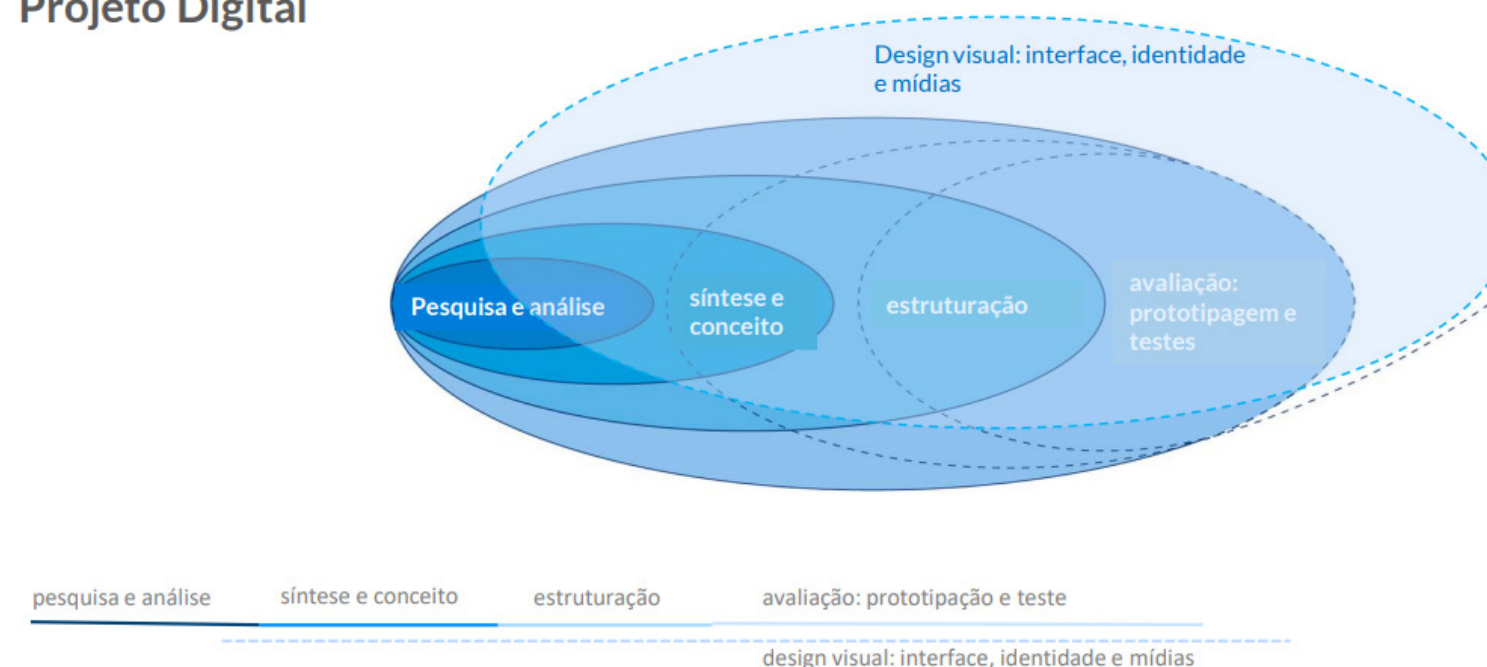 Projeto Digital
Design visual: interface, identidade
e mídias
Pesquisa e análise
síntese e
conceito
estruturação
avaliação:
prototipagem e
testes
pesquisa e análise
síntese e conceito
estruturação
avaliação: prototipação e teste
design visual: interface, identidade e mídias